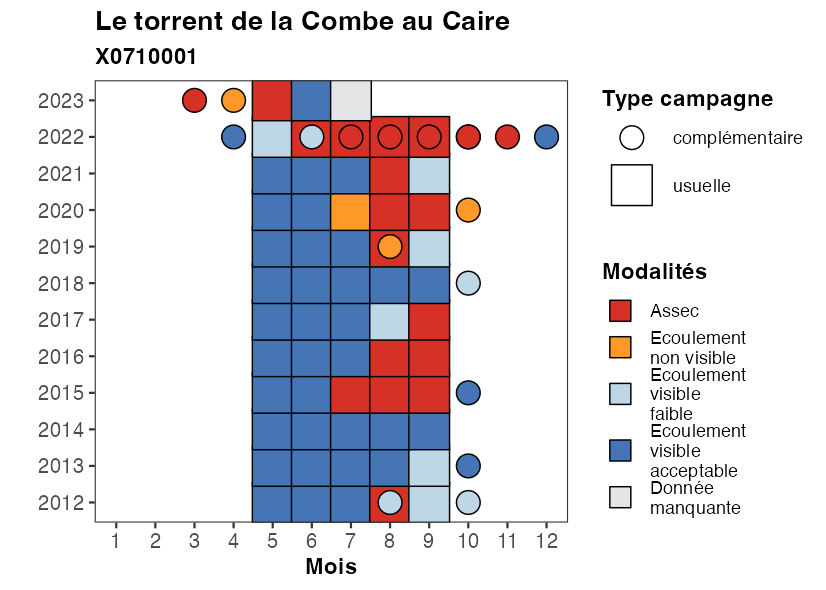 Le torrent de la Combe au Caire
X0710001
2023
2022
2021
2020
2019
2018
2017
2016
2015
2014
2013
2012
1 2 3 4 5 6 7 8 9 10 11 12
Mois
Type campagne
complémentaire
usuelle
Modalités
Assec
Ecoulement
non visible
Ecoulement
visible
faible
Ecoulement
visible
acceptable
Donnée
manquante